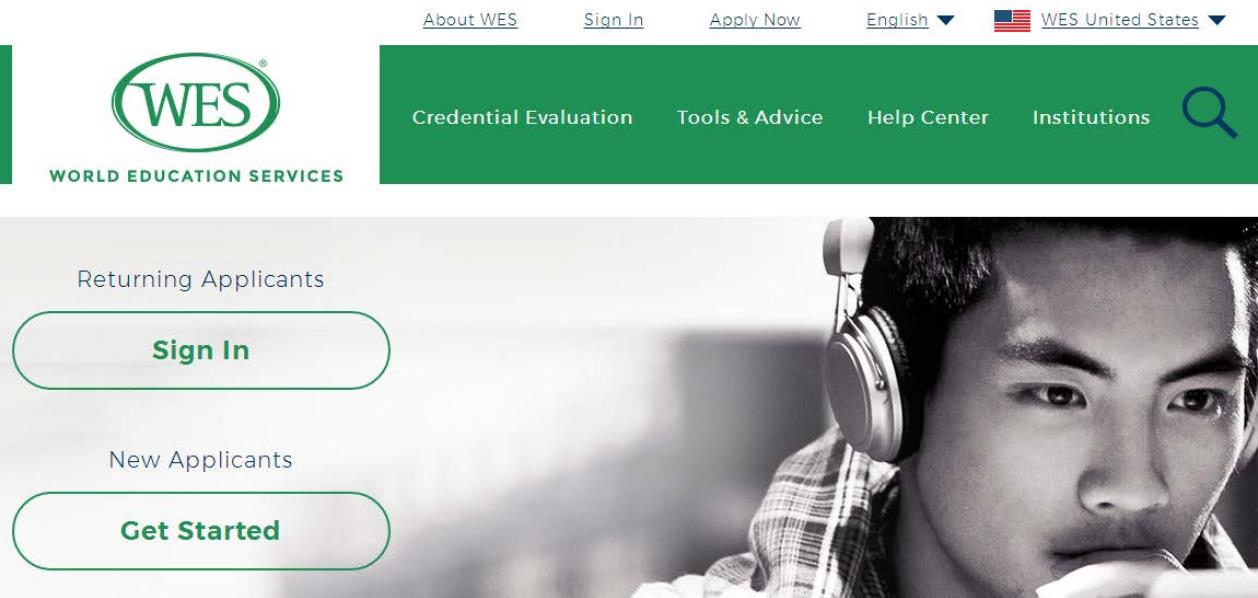 About WES Sign In Apply Now English WES United States
WES®
WORLD EDUCATION SERVICES
Credential Evaluation Tools & Advice Help Center Institutions
Returning Applicants
Sign In
New Applicants
Get Started